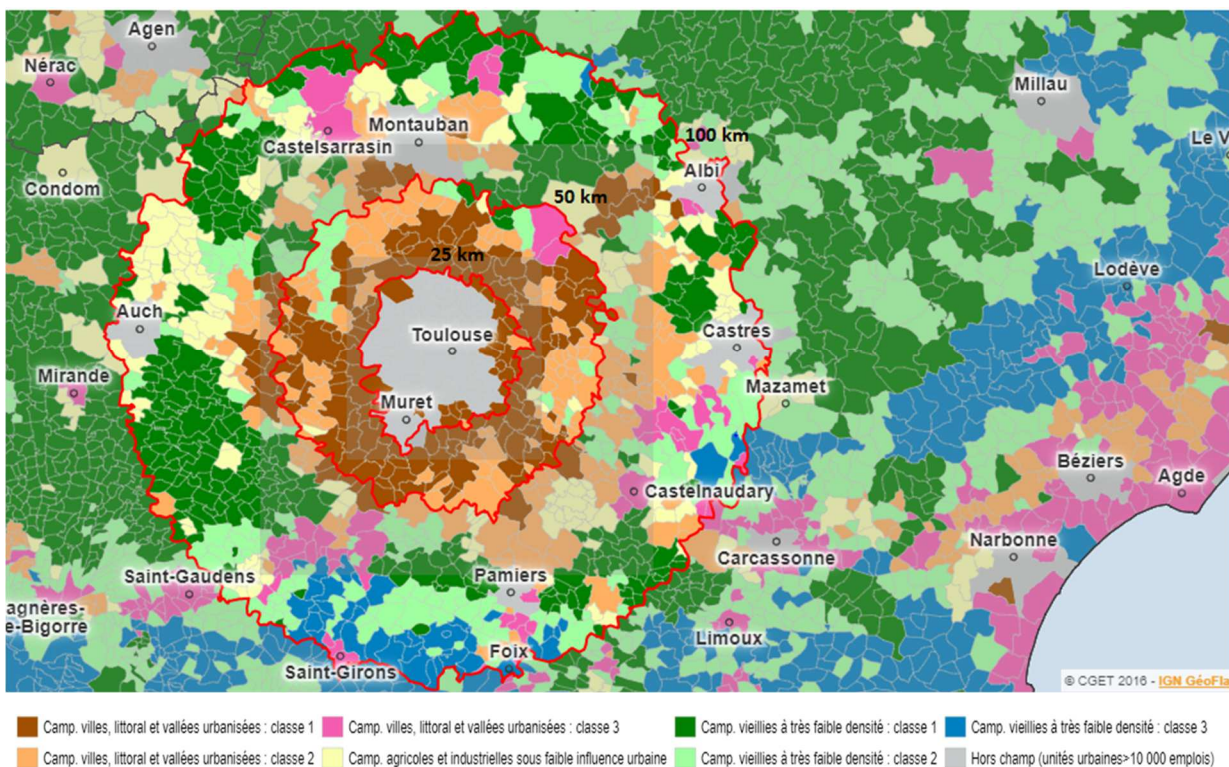 Agen
Nérac
Millau
Montauban
Le V
100 km
Castelsarrasin
Albi
Condom
50 km
25 km
Lodève
Auch
Toulouse
Castres
Mirande
Mazamet
Muret
Béziers
Agde
Castelnaudary
Narbonne
Carcassonne
Saint-Gaudens
Pamiers
agnères-
e-Bigorre
Limoux
Foix
Saint-Girons
© CGET 2016 - IGN GéoFla
Camp. villes, littoral et vallées urbanisées : classe 1
Camp. villes, littoral et vallées urbanisées : classe 3
Camp. vieillies à très faible densité : classe 1
Camp. vieillies à très faible densité : classe 3
Camp. villes, littoral et vallées urbanisées : classe 2
Camp. agricoles et industrielles sous faible influence urbaine
Camp. vieillies à très faible densité : classe 2
Hors champ (unités urbaines>10 000 emplois)